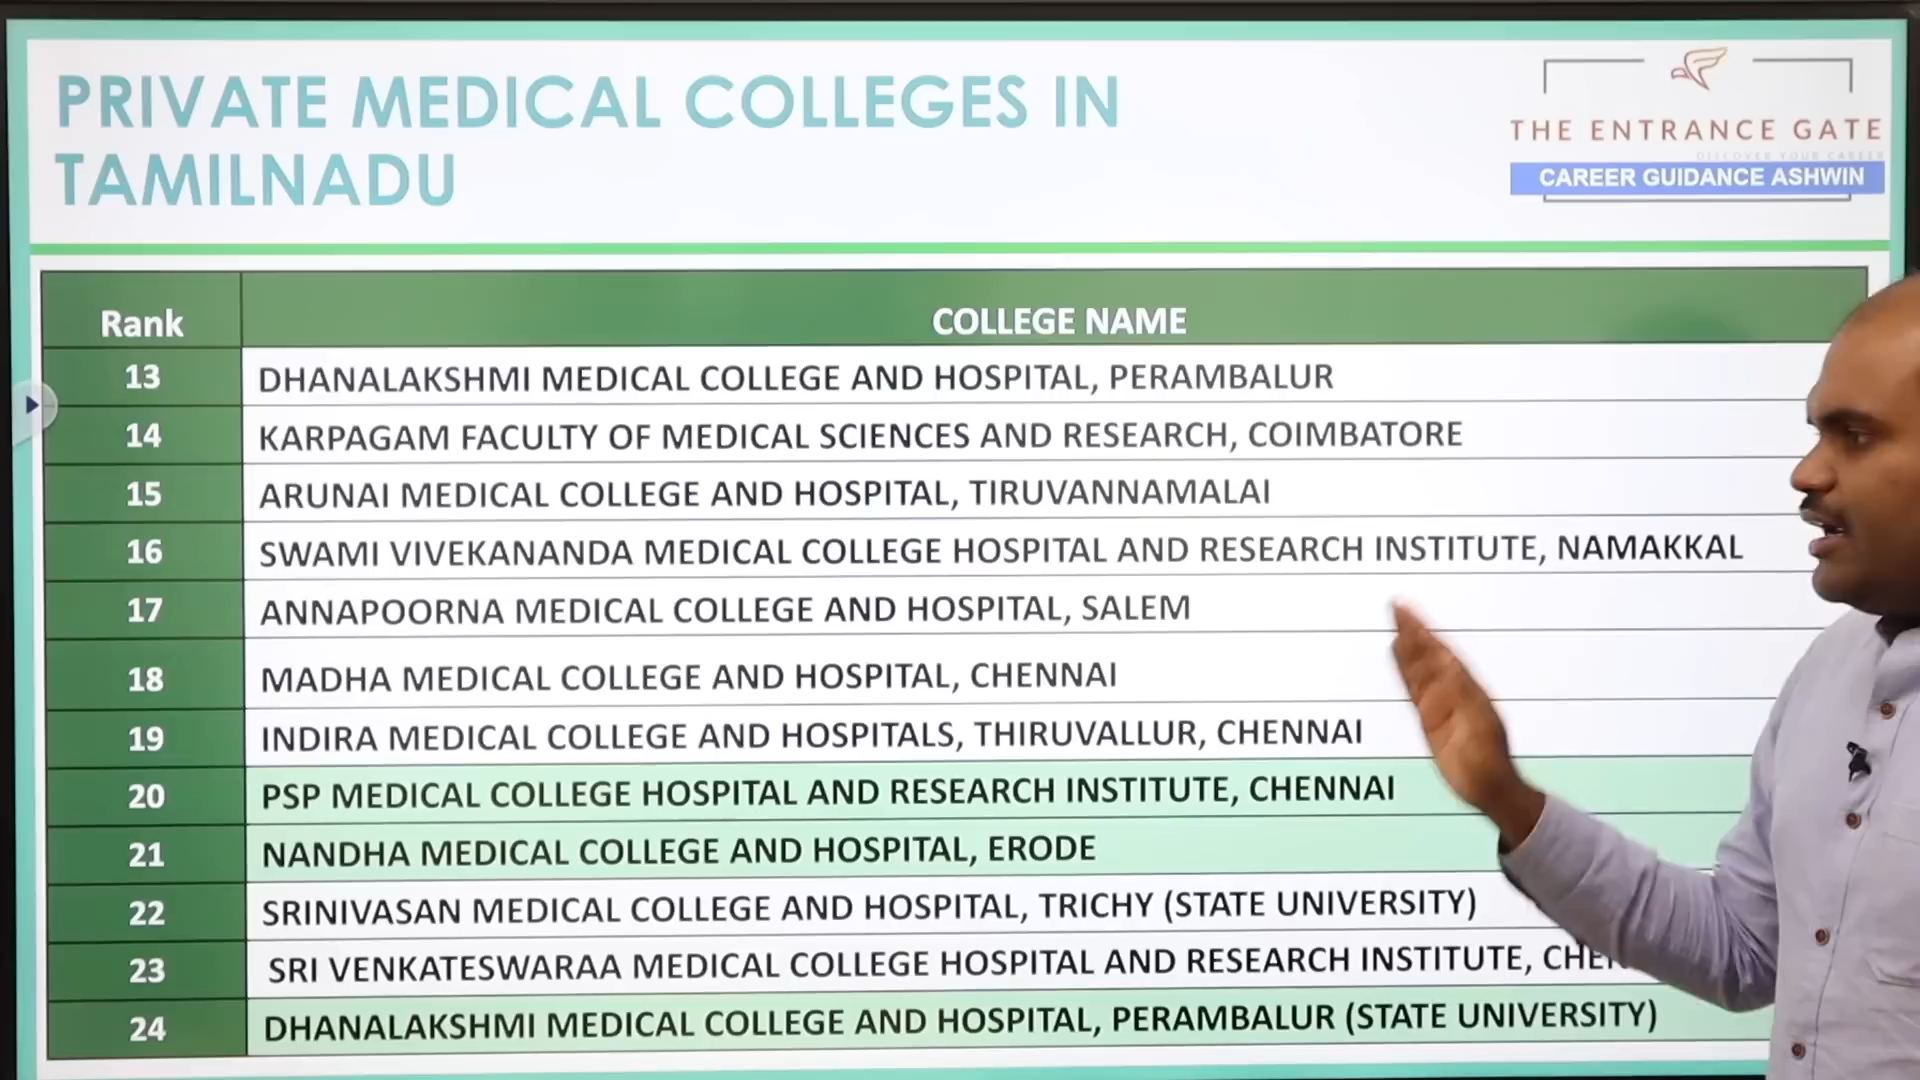 PRIVATE MEDICAL COLLEGES IN
TAMILNADU
THE ENTRANCE GATE
DISCOVER YOUR CAREER
CAREER GUIDANCE ASHWIN
Rank COLLEGE NAME
13 DHANALAKSHMI MEDICAL COLLEGE AND HOSPITAL, PERAMBALUR
14 KARPAGAM FACULTY OF MEDICAL SCIENCES AND RESEARCH, COIMBATORE
15 ARUNAI MEDICAL COLLEGE AND HOSPITAL, TIRUVANNAMALAI
16 SWAMI VIVEKANANDA MEDICAL COLLEGE HOSPITAL AND RESEARCH INSTITUTE, NAMAKKAL
17 ANNAPOORNA MEDICAL COLLEGE AND HOSPITAL, SALEM
18 MADHA MEDICAL COLLEGE AND HOSPITAL, CHENNAI
19 INDIRA MEDICAL COLLEGE AND HOSPITALS, THIRUVALLUR, CHENNAI
20 PSP MEDICAL COLLEGE HOSPITAL AND RESEARCH INSTITUTE, CHENNAI
21 NANDHA MEDICAL COLLEGE AND HOSPITAL, ERODE
22 SRINIVASAN MEDICAL COLLEGE AND HOSPITAL, TRICHY (STATE UNIVERSITY)
23 SRI VENKATESWARAA MEDICAL COLLEGE HOSPITAL AND RESEARCH INSTITUTE,
24 DHANALAKSHMI MEDICAL COLLEGE AND HOSPITAL, PERAMBALUR (STATE UNIVERSITY)